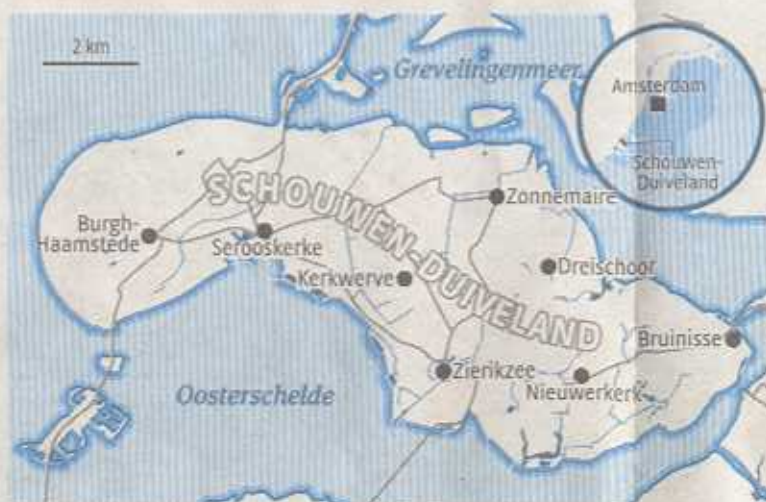 2 km
Grevelingenmeer
Amsterdam
Schouwen-
Duiveland
SCHOUWEN-DUIVELAND
Zonnemaire
Burgh-
Haamstede
Serooskerke
Kerkwerve
Dreischoor
Bruinisse
Zierikzee
Nieuwerkerk
Oosterschelde